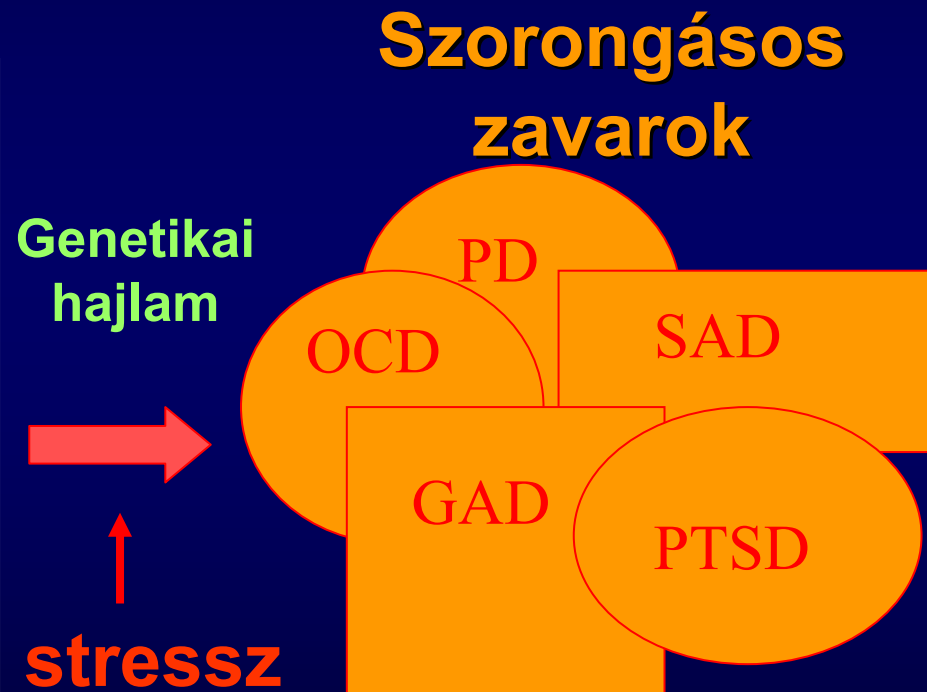 Szorongásos
zavarok
Genetikai
hajlam
PD
OCD
SAD
GAD
PTSD
stressz